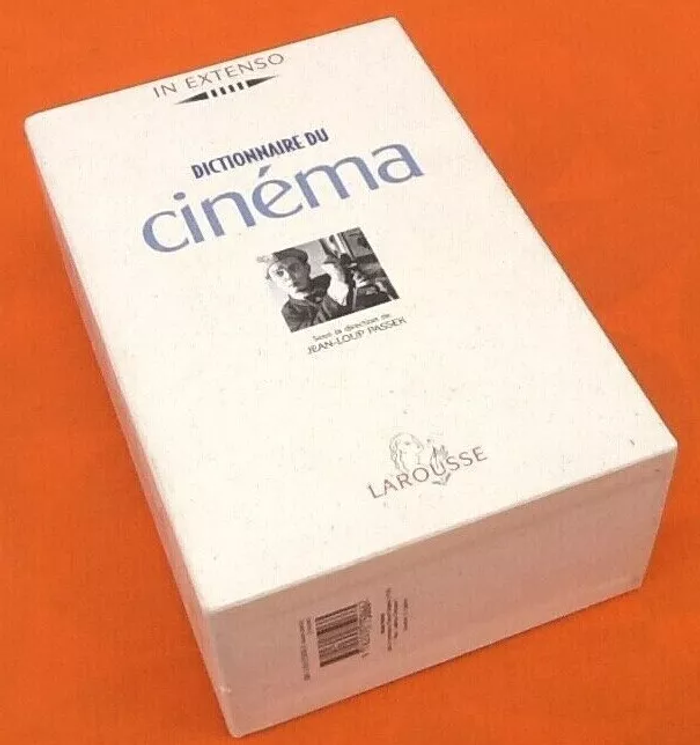 IN EXTENSO
DICTIONNAIRE DU
cinéma
Sous la direction de
JEAN-LOUP PASSEK
LAROUSSE